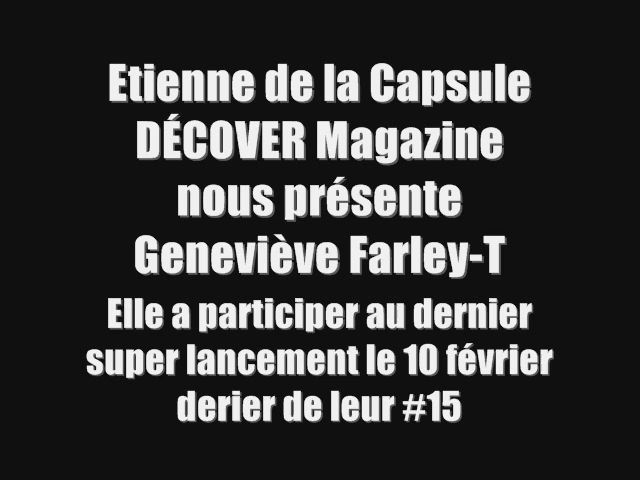 Etienne de la Capsule
DÉCOVER Magazine
nous présente
Geneviève Farley-T
Elle a participer au dernier
super lancement le 10 février
derier de leur #15